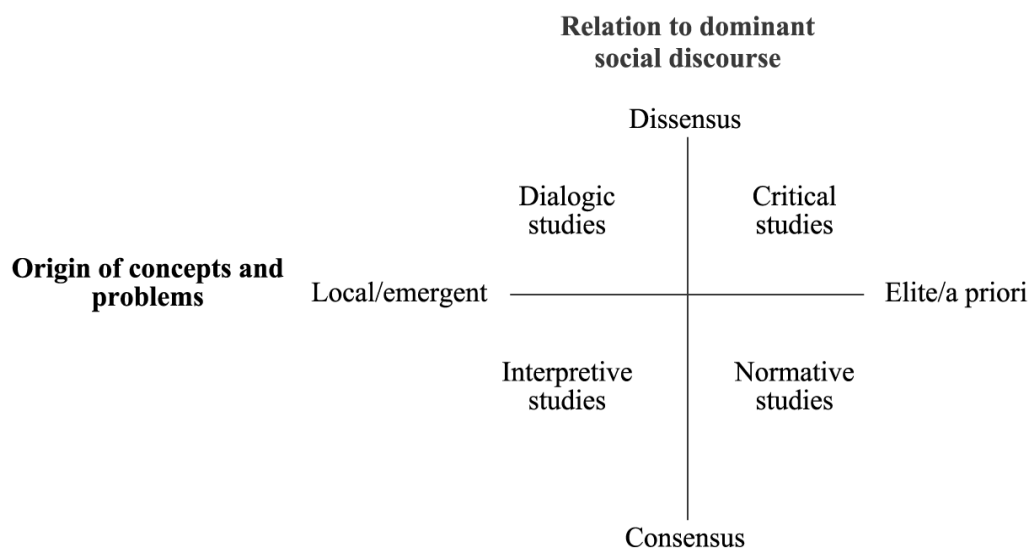 Relation to dominant
social discourse
Dissensus
Dialogic
studies
Critical
studies
Origin of concepts and
problems
Local/emergent
Elite/a priori
Interpretive
studies
Normative
studies
Consensus